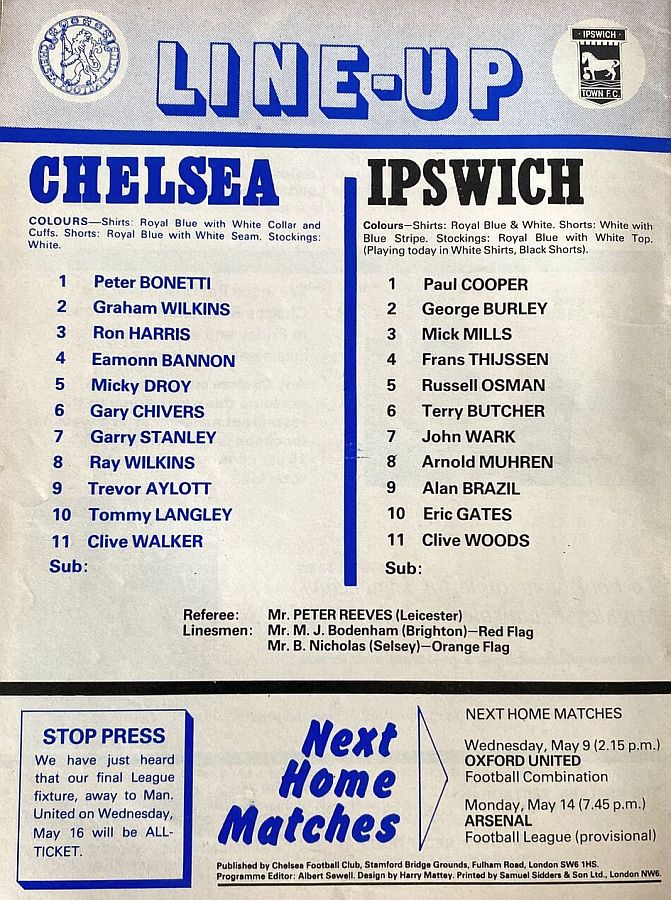 CHELSEA FOOTBALL CLUB
LINE-UP
IPSWICH
TOWN F.C.
CHELSEA
COLOURS—Shirts: Royal Blue with White Collar and
Cuffs. Shorts: Royal Blue with White Seam. Stockings:
White.
1 Peter BONETTI
2 Graham WILKINS
3 Ron HARRIS
4 Eamonn BANNON
5 Micky DROY
6 Gary CHIVERS
7 Garry STANLEY
8 Ray WILKINS
9 Trevor AYLOTT
10 Tommy LANGLEY
11 Clive WALKER
Sub:
IPSWICH
Colours—Shirts: Royal Blue & White. Shorts: White with
Blue Stripe. Stockings: Royal Blue with White Top.
(Playing today in White Shirts, Black Shorts).
1 Paul COOPER
2 George BURLEY
3 Mick MILLS
4 Frans THIJSSEN
5 Russell OSMAN
6 Terry BUTCHER
7 John WARK
8 Arnold MUHREN
9 Alan BRAZIL
10 Eric GATES
11 Clive WOODS
Sub:
Referee: Mr. PETER REEVES (Leicester)
Linesmen: Mr. M. J. Bodenham (Brighton)—Red Flag
Mr. B. Nicholas (Selsey)—Orange Flag
STOP PRESS
We have just heard
that our final League
fixture, away to Man.
United on Wednesday,
May 16 will be ALL-
TICKET.
Next
Home
Matches
NEXT HOME MATCHES
Wednesday, May 9 (2.15 p.m.)
OXFORD UNITED
Football Combination
Monday, May 14 (7.45 p.m.)
ARSENAL
Football League (provisional)
Published by Chelsea Football Club, Stamford Bridge Grounds, Fulham Road, London SW6 1HS.
Programme Editor: Albert Sewell. Design by Harry Mattey. Printed by Samuel Sidders & Son Ltd., London NW6.